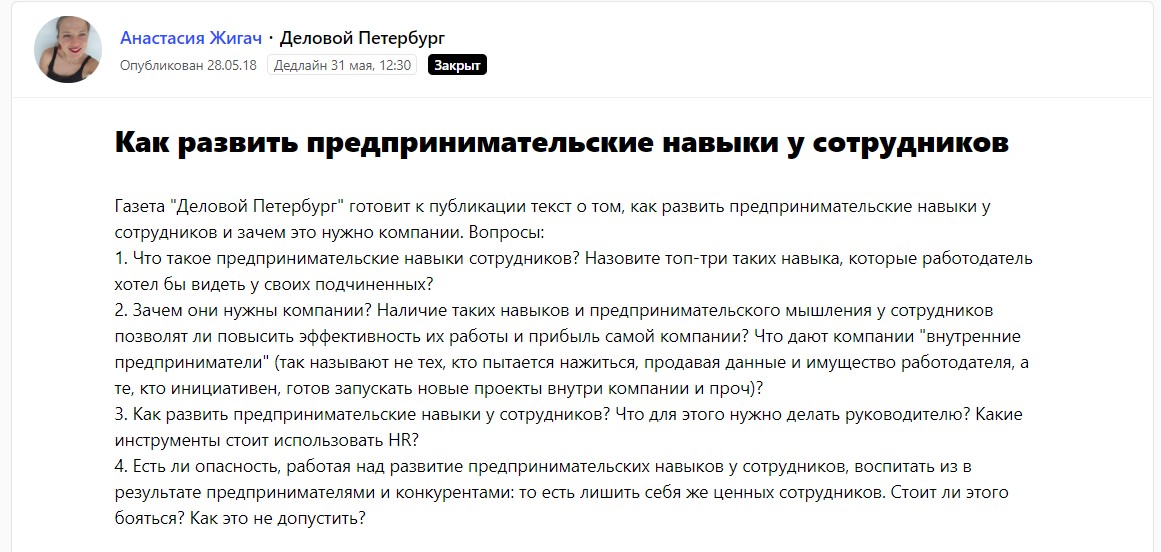 Анастасия Жигач · Деловой Петербург
Опубликован 28.05.18 Дедлайн 31 мая, 12:30 Закрыт
Как развить предпринимательские навыки у сотрудников
Газета "Деловой Петербург" готовит к публикации текст о том, как развить предпринимательские навыки у
сотрудников и зачем это нужно компании. Вопросы:
1. Что такое предпринимательские навыки сотрудников? Назовите топ-три таких навыка, которые работодатель
хотел бы видеть у своих подчиненных?
2. Зачем они нужны компании? Наличие таких навыков и предпринимательского мышления у сотрудников
позволят ли повысить эффективность их работы и прибыль самой компании? Что дают компании "внутренние
предприниматели" (так называют не тех, кто пытается нажиться, продавая данные и имущество работодателя, а
те, кто инициативен, готов запускать новые проекты внутри компании и проч)?
3. Как развить предпринимательские навыки у сотрудников? Что для этого нужно делать руководителю? Какие
инструменты стоит использовать HR?
4. Есть ли опасность, работая над развитие предпринимательских навыков у сотрудников, воспитать из в
результате предпринимателями и конкурентами: то есть лишить себя же ценных сотрудников. Стоит ли этого
бояться? Как это не допустить?